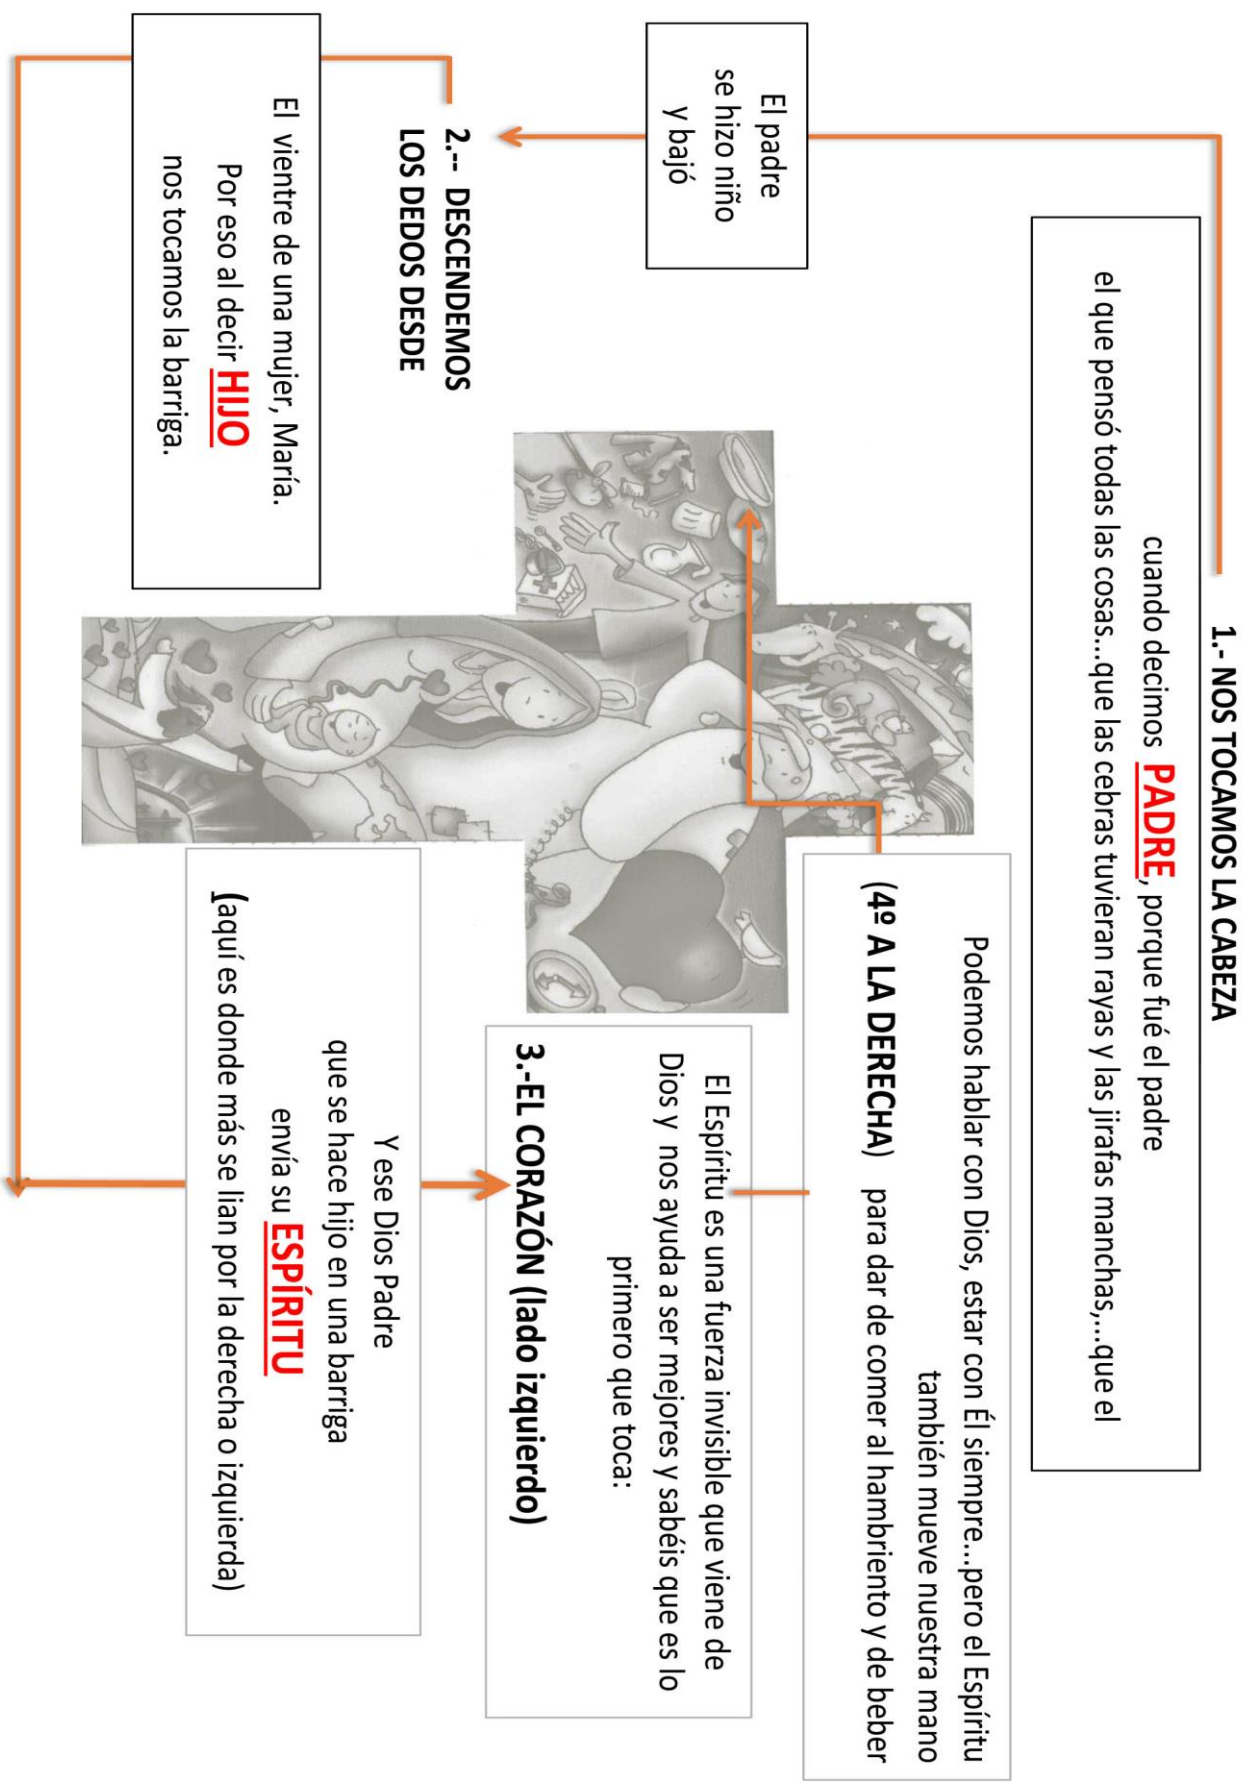 1.- NOS TOCAMOS LA CABEZA
cuando decimos PADRE, porque fué el padre
el que pensó todas las cosas...que las cebras tuvieran rayas y las jirafas manchas,...que el
El padre
se hizo niño
y bajó
2.-- DESCENDEMOS
LOS DEDOS DESDE
El vientre de una mujer, María.
Por eso al decir HIJO
nos tocamos la barriga.
Y ese Dios Padre
que se hace hijo en una barriga
envía su ESPÍRITU
(aquí es donde más se lian por la derecha o izquierda)
El Espíritu es una fuerza invisible que viene de
Dios y nos ayuda a ser mejores y sabéis que es lo
primero que toca:
3.-EL CORAZÓN (lado izquierdo)
Podemos hablar con Dios, estar con Él siempre...pero el Espíritu
también mueve nuestra mano
(4º A LA DERECHA) para dar de comer al hambriento y de beber